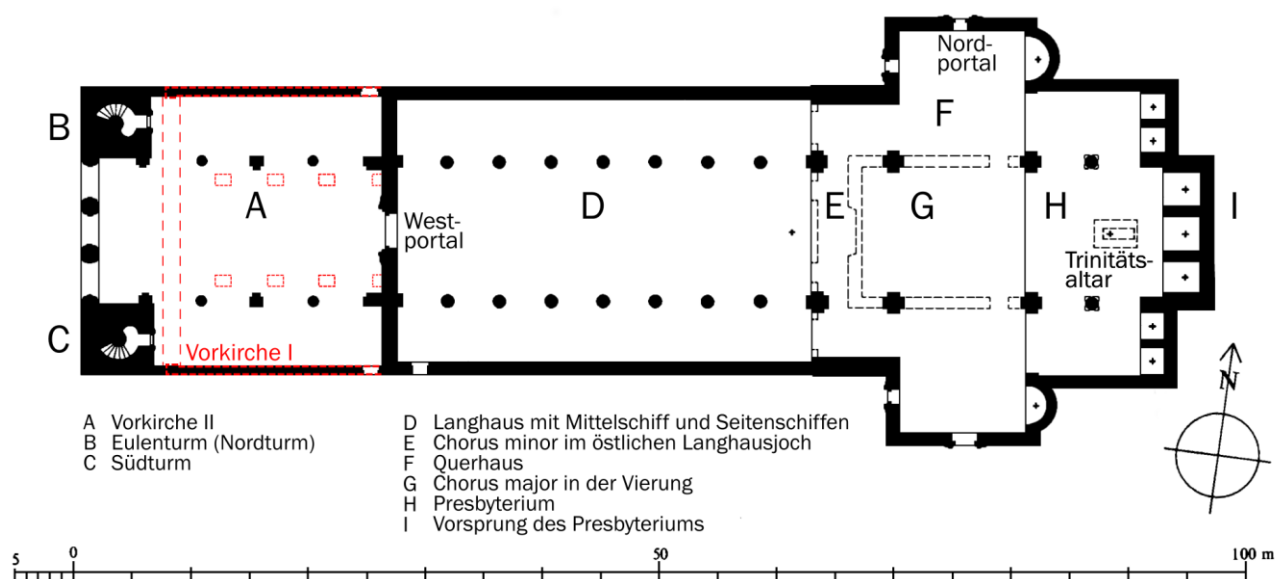 Nord-
portal
B
F
A
D
E
G
H
I
West-
portal
Trinitäts-
altar
C
Vorkirche I
N
A Vorkirche II
B Eulenturm (Nordturm)
C Südturm
D Langhaus mit Mittelschiff und Seitenschiffen
E Chorus minor im östlichen Langhausjoch
F Querhaus
G Chorus major in der Vierung
H Presbyterium
I Vorsprung des Presbyteriums
5 0 50 100 m